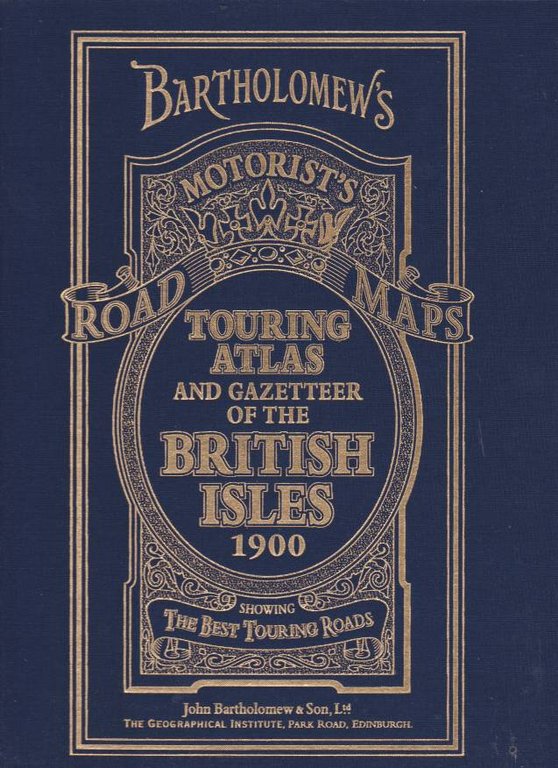 BARTHOLOMEW'S
MOTORIST'S
ROAD MAPS
TOURING
ATLAS
AND GAZETTEER
OF THE
BRITISH
ISLES
1900
SHOWING
THE BEST TOURING ROADS
John Bartholomew & Son, Ltd
THE GEOGRAPHICAL INSTITUTE, PARK ROAD, EDINBURGH.